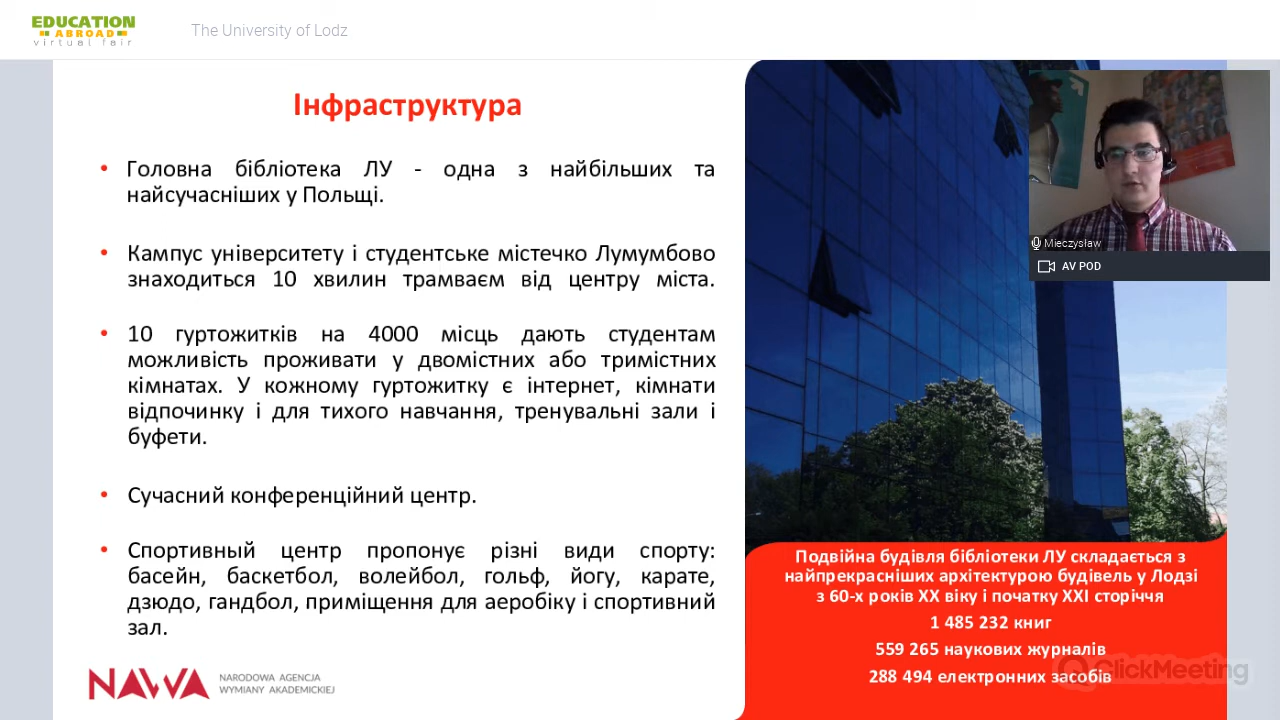 EDUCATION
ABROAD
virtual fair
The University of Lodz
Інфраструктура
• Головна бібліотека ЛУ - одна з найбільших та
найсучасніших у Польщі.
• Кампус університету і студентське містечко Лумумбово
знаходиться 10 хвилин трамваєм від центру міста.
• 10 гуртожитків на 4000 місць дають студентам
можливість проживати у двомістних або тримістних
кімнатах. У кожному гуртожитку є інтернет, кімнати
відпочинку і для тихого навчання, тренувальні зали і
буфети.
• Сучасний конференційний центр.
• Спортивный центр пропонує різні види спорту:
басейн, баскетбол, волейбол, гольф, йогу, карате,
дзюдо, гандбол, приміщення для аеробіку і спортивний
зал.
NAWA
NARODOWA AGENCJA
WYMIANY AKADEMICKIEJ
Mieczysław
AV POD
Подвійна будівля бібліотеки ЛУ складається з
найпрекрасніших архітектурою будівель у Лодзі
з 60-х років XX віку і початку XXI сторіччя
1 485 232 книг
559 265 наукових журналів
288 494 електронних засобів
ClickMeeting